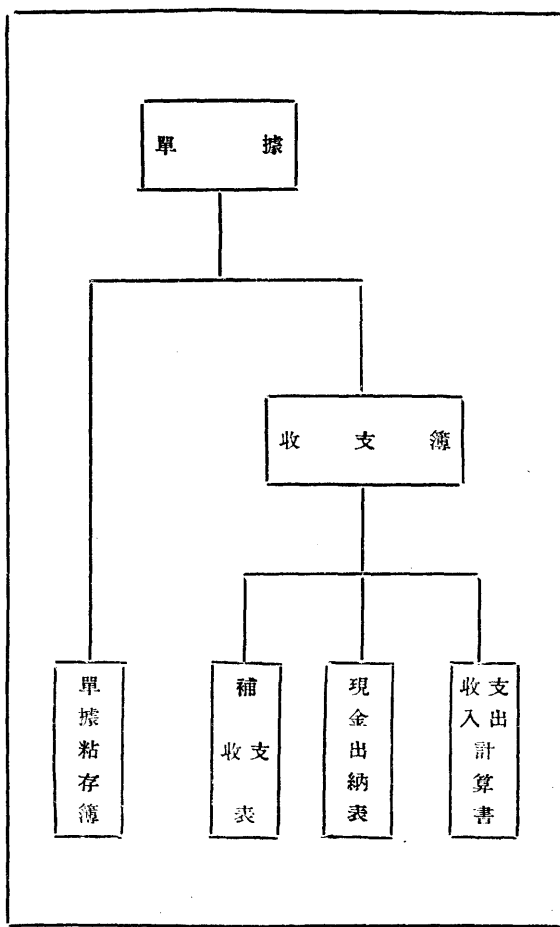 單據
收支簿
單據粘存簿
補收支表
現金出納表
收入支出計算書